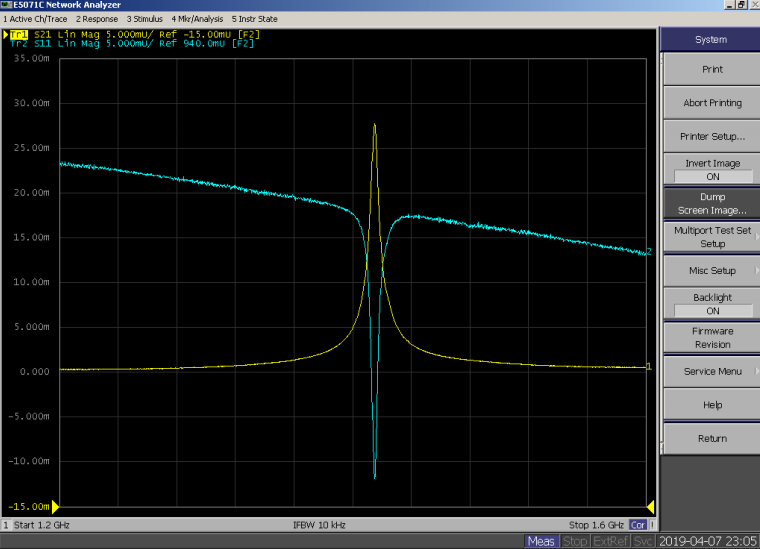 E5071C Network Analyzer
1 Active Ch/Trace 2 Response 3 Stimulus 4 Mkr/Analysis 5 Instr State
Tr1 S21 Lin Mag 5.000mU/ Ref -15.00mU [F2]
Tr2 S11 Lin Mag 5.000mU/ Ref 940.0mU [F2]
35.00m
30.00m
25.00m
20.00m
15.00m
10.00m
5.000m
0.000
-5.000m
-10.00m
-15.00m
2
1
1 Start 1.2 GHz IFBW 10 kHz Stop 1.6 GHz Cor !
System
Print
Abort Printing
Printer Setup...
Invert Image
ON
Dump
Screen Image...
Multiport Test Set
Setup
Misc Setup
Backlight
ON
Firmware
Revision
Service Menu
Help
Return
Meas Stop ExtRef Svc 2019-04-07 23:05